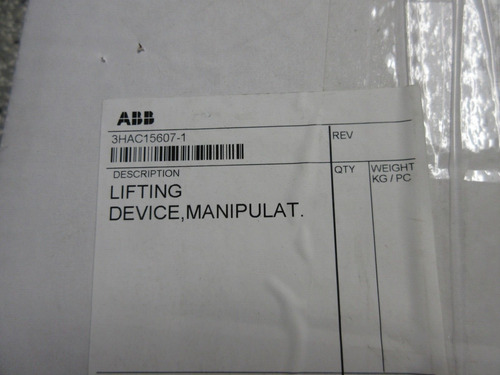 ABB
3HAC15607-1
REV
DESCRIPTION
QTY
WEIGHT
KG / PC
LIFTING
DEVICE,MANIPULAT.